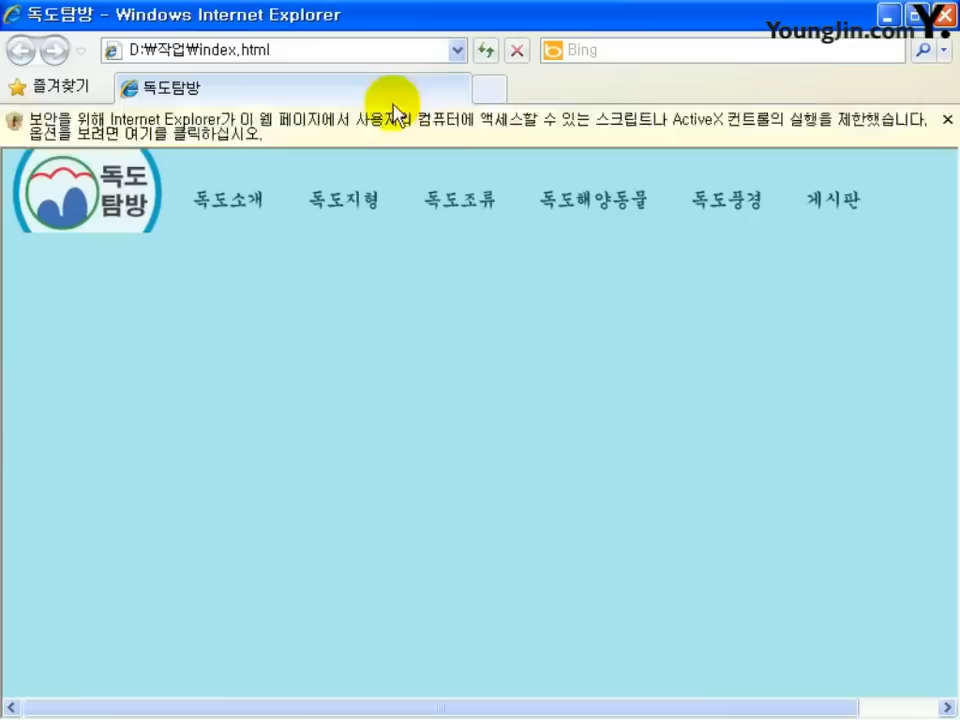 독도탐방 - Windows Internet Explorer
YoungJin.com Y.
D:₩작업₩index.html
Bing
즐겨찾기
독도탐방
보안을 위해 Internet Explorer가 이 웹 페이지에서 사용자의 컴퓨터에 액세스할 수 있는 스크립트나 ActiveX 컨트롤의 실행을 제한했습니다.
옵션을 보려면 여기를 클릭하십시오.
독도
탐방
독도소개 독도지형 독도조류 독도해양동물 독도풍경 게시판